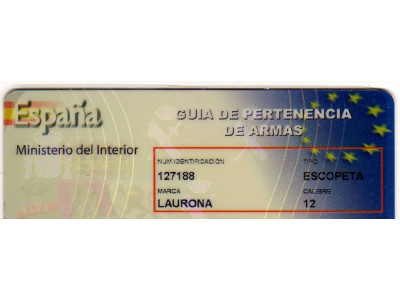 España
GUIA DE PERTENENCIA
DE ARMAS
Ministerio del Interior
NUM.IDENTIFICACION TIPO
127188 ESCOPETA
MARCA CALIBRE
LAURONA 12